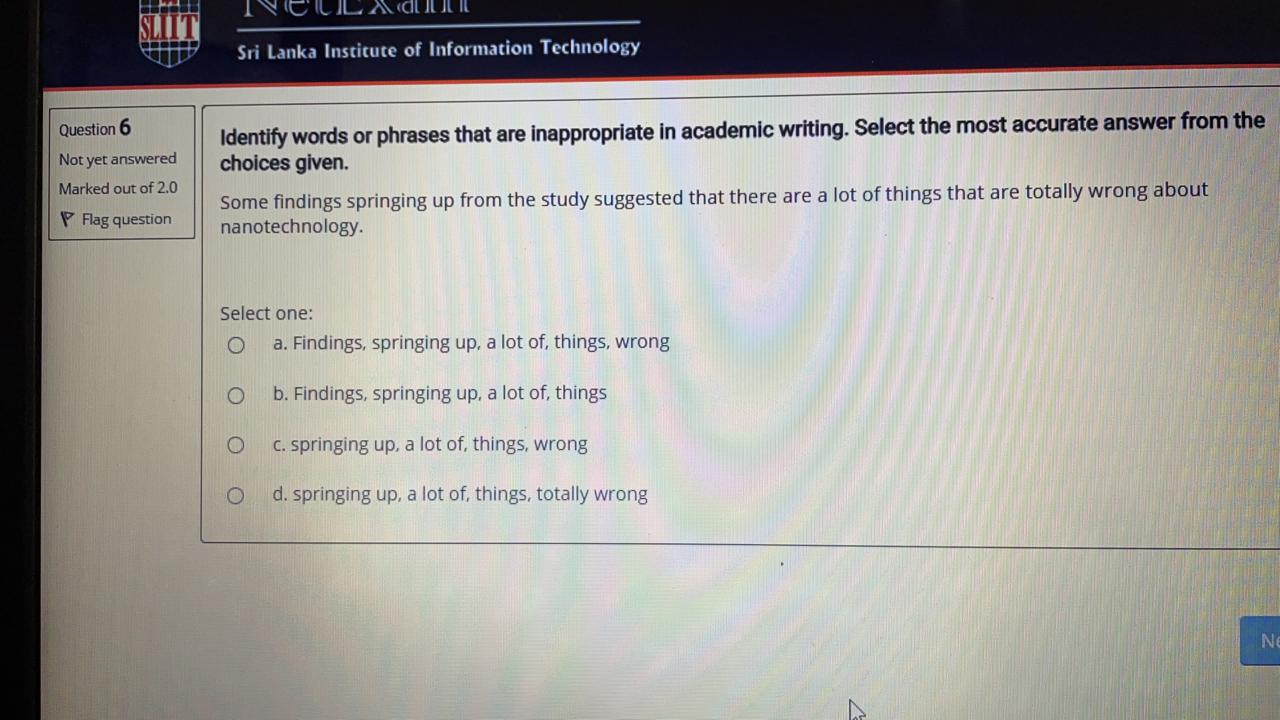 NetExam
SLIIT
Sri Lanka Institute of Information Technology
Question 6
Not yet answered
Marked out of 2.0
Flag question
Identify words or phrases that are inappropriate in academic writing. Select the most accurate answer from the
choices given.
Some findings springing up from the study suggested that there are a lot of things that are totally wrong about
nanotechnology.
Select one:
a. Findings, springing up, a lot of, things, wrong
b. Findings, springing up, a lot of, things
c. springing up, a lot of, things, wrong
d. springing up, a lot of, things, totally wrong